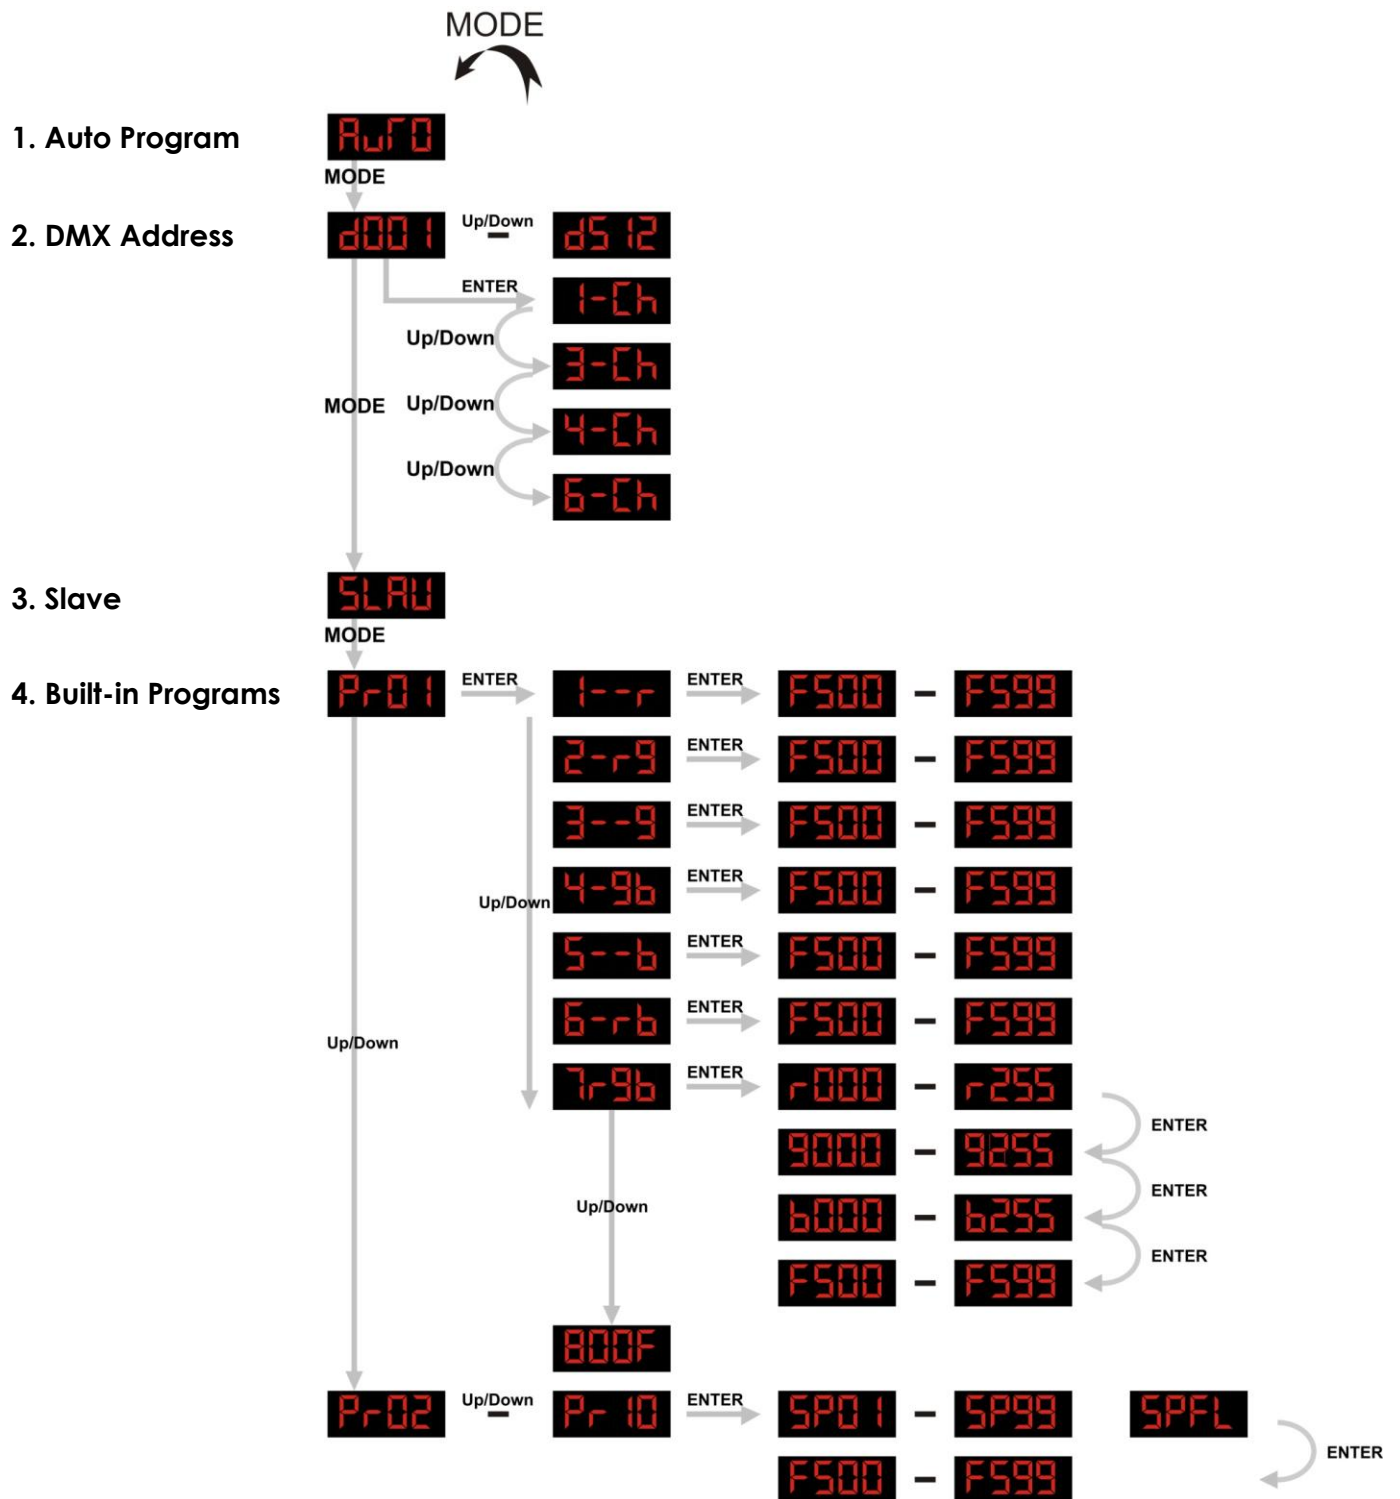 MODE
1. Auto Program AuTO
MODE
2. DMX Address d001 Up/Down - d512
ENTER 1-Ch
Up/Down
3-Ch
MODE Up/Down
4-Ch
Up/Down
6-Ch
3. Slave SLAU
MODE
4. Built-in Programs Pr01 ENTER 1--r ENTER FS00 - FS99
2-rg ENTER FS00 - FS99
3--g ENTER FS00 - FS99
Up/Down 4-gb ENTER FS00 - FS99
5--b ENTER FS00 - FS99
6-rb ENTER FS00 - FS99
Up/Down
7rgb ENTER r000 - r255
ENTER
g000 - g255
ENTER
Up/Down b000 - b255
ENTER
FS00 - FS99
800F
Pr02 Up/Down - Pr10 ENTER SP01 - SP99 SPFL
ENTER
FS00 - FS99